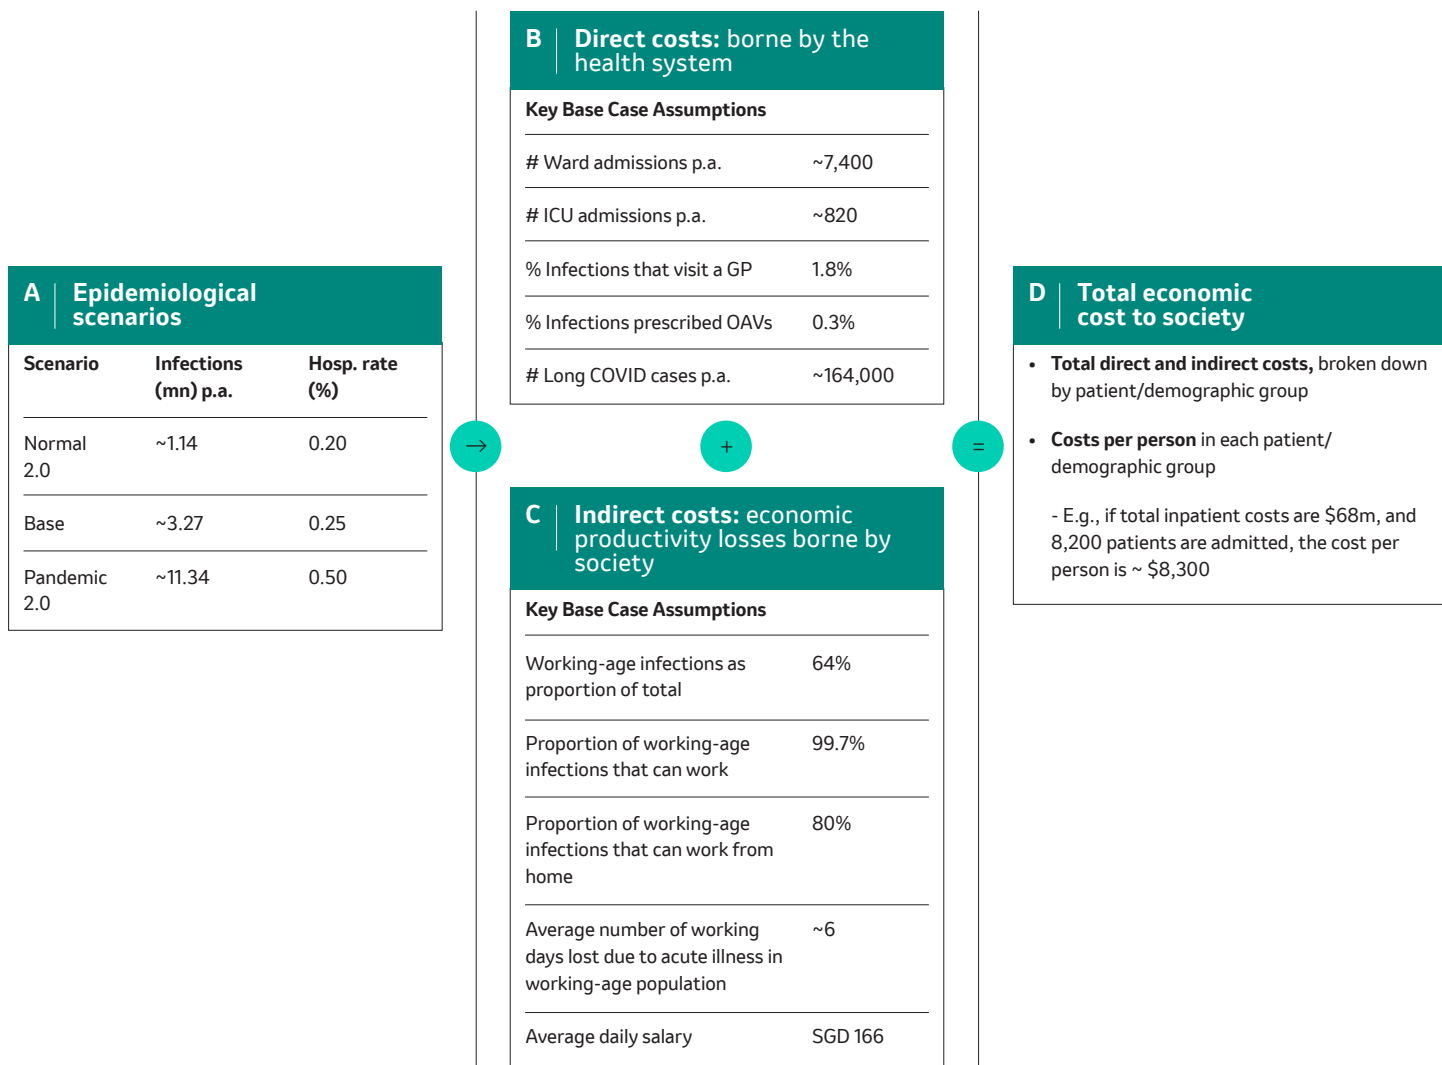 A
Epidemiological
scenarios
Scenario
Infections
(mn) p.a.
Hosp. rate
(%)
Normal
2.0
~1.14
0.20
Base
~3.27
0.25
Pandemic
2.0
~11.34
0.50
→
B
Direct costs: borne by the
health system
Key Base Case Assumptions
# Ward admissions p.a.
~7,400
# ICU admissions p.a.
~820
% Infections that visit a GP
1.8%
% Infections prescribed OAVs
0.3%
# Long COVID cases p.a.
~164,000
+
C
Indirect costs: economic
productivity losses borne by
society
Key Base Case Assumptions
Working-age infections as
proportion of total
64%
Proportion of working-age
infections that can work
99.7%
Proportion of working-age
infections that can work from
home
80%
Average number of working
days lost due to acute illness in
working-age population
~6
Average daily salary
SGD 166
=
D
Total economic
cost to society
• Total direct and indirect costs, broken down
by patient/demographic group
• Costs per person in each patient/
demographic group
- E.g., if total inpatient costs are $68m, and
8,200 patients are admitted, the cost per
person is ~ $8,300